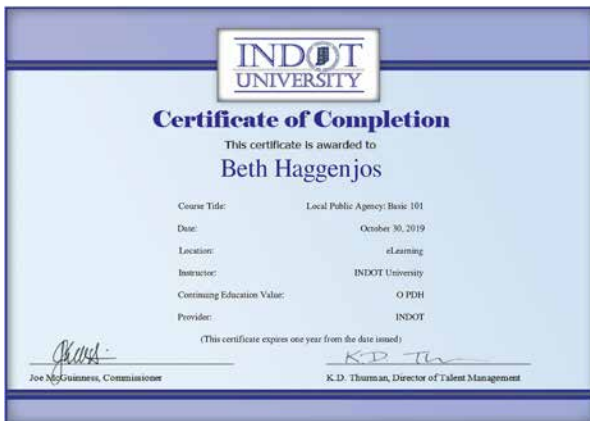 INDOT
UNIVERSITY
Certificate of Completion
This certificate is awarded to
Beth Haggenjos
Course Title: Local Public Agency: Basic 101
Date: October 30, 2019
Location: eLearning
Instructor: INDOT University
Continuing Education Value: O PDH
Provider: INDOT
(This certificate expires one year from the date issued)
K.D. Th
Joe McGuinness, Commissioner K.D. Thurman, Director of Talent Management